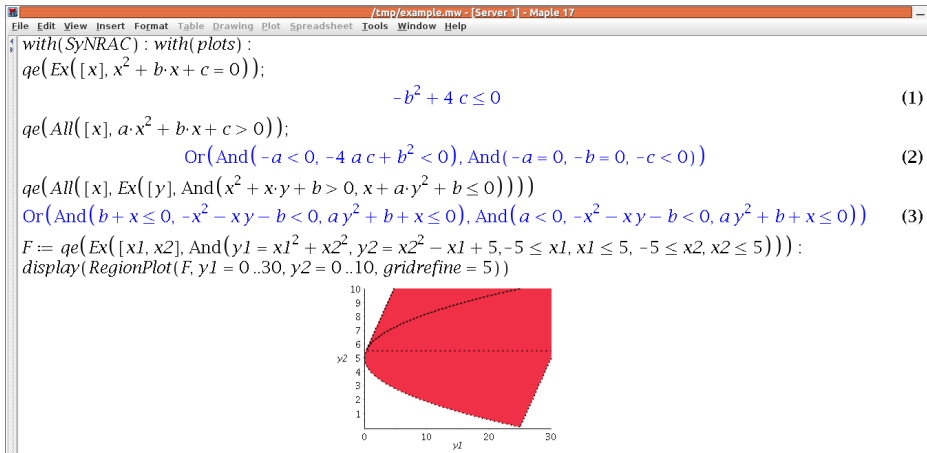 /tmp/example.mw - [Server 1] - Maple 17
File Edit View Insert Format Table Drawing Plot Spreadsheet Tools Window Help
with(SyNRAC) : with(plots) :
qe(Ex([x], x² + b·x + c = 0));
-b² + 4 c ≤ 0 (1)
qe(All([x], a·x² + b·x + c > 0));
Or(And(-a < 0, -4 a c + b² < 0), And(-a = 0, -b = 0, -c < 0)) (2)
qe(All([x], Ex([y], And(x² + x·y + b > 0, x + a·y² + b ≤ 0))))
Or(And(b + x ≤ 0, -x² - x y - b < 0, a y² + b + x ≤ 0), And(a < 0, -x² - x y - b < 0, a y² + b + x ≤ 0)) (3)
F := qe(Ex([x1, x2], And(y1 = x1² + x2², y2 = x2² - x1 + 5, -5 ≤ x1, x1 ≤ 5, -5 ≤ x2, x2 ≤ 5))) :
display(RegionPlot(F, y1 = 0 ..30, y2 = 0 ..10, gridrefine = 5))
10
9
8
7
6
y2 5
4
3
2
1
0 10 20 30
y1